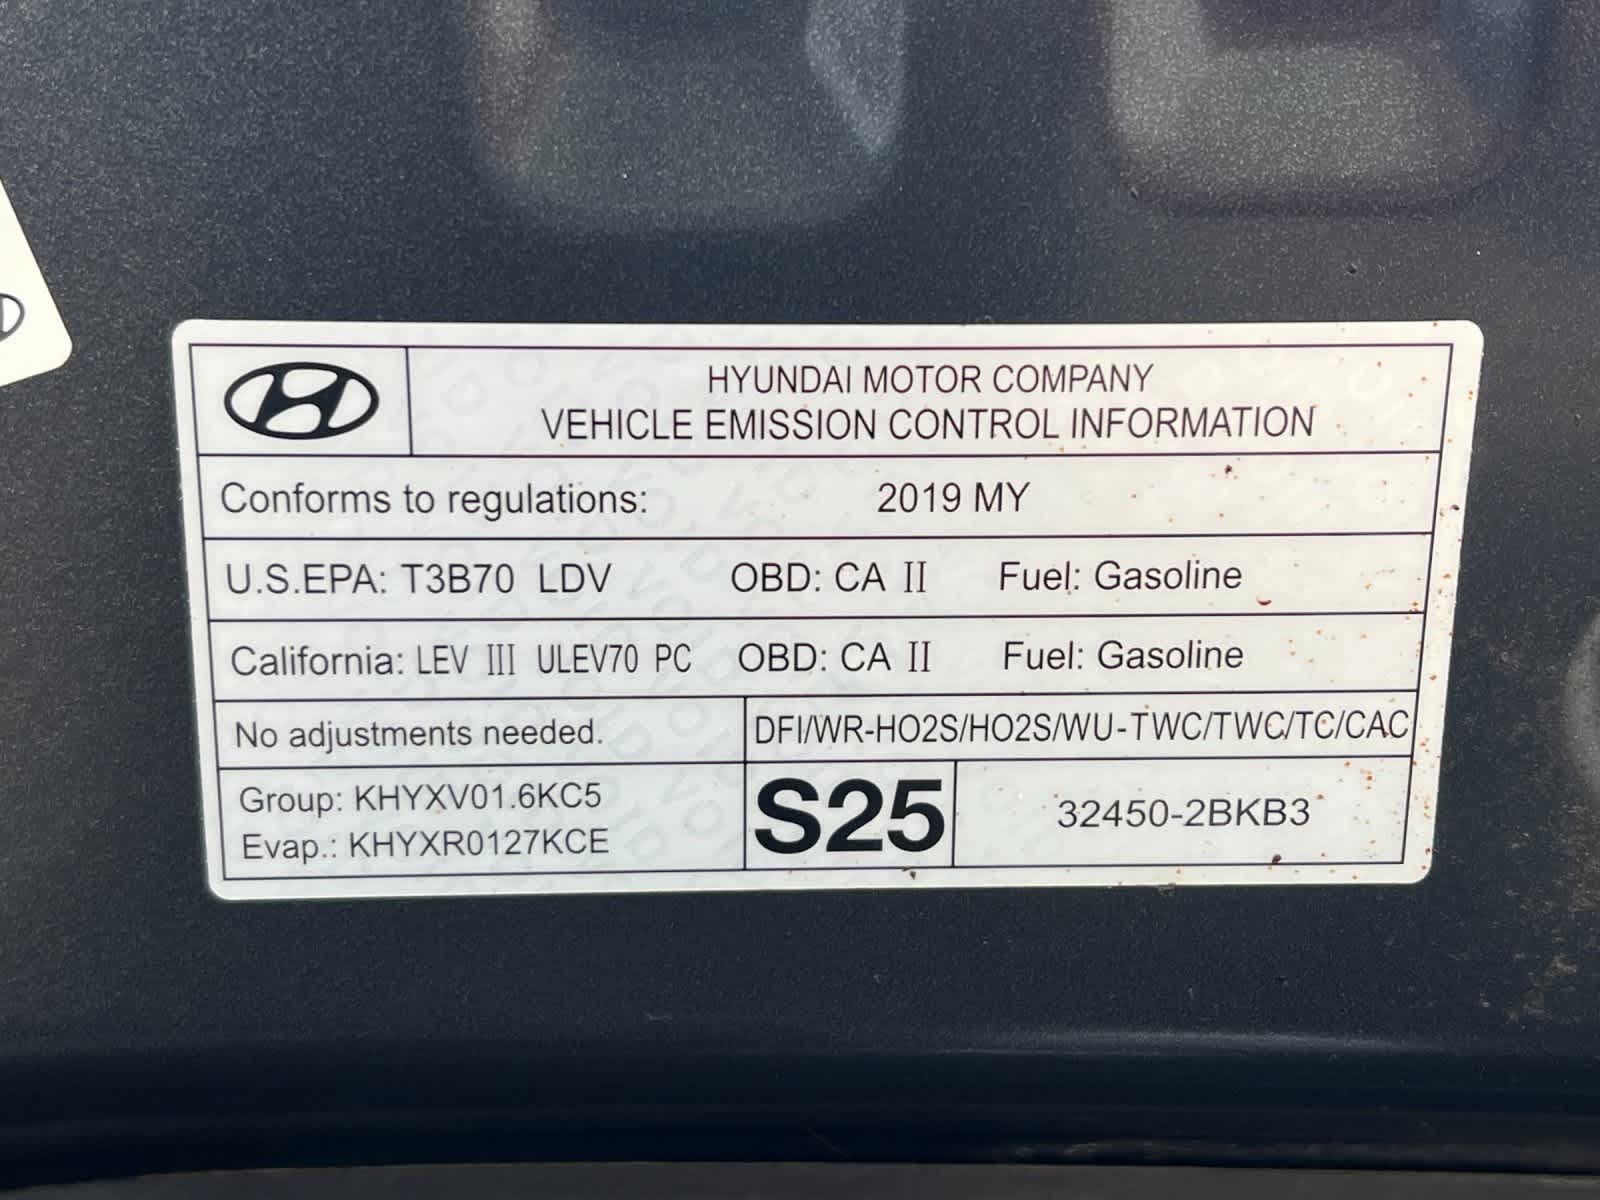 HYUNDAI MOTOR COMPANY
VEHICLE EMISSION CONTROL INFORMATION
Conforms to regulations: 2019 MY
U.S.EPA: T3B70 LDV OBD: CA II Fuel: Gasoline
California: LEV III ULEV70 PC OBD: CA II Fuel: Gasoline
No adjustments needed. DFI/WR-HO2S/HO2S/WU-TWC/TWC/TC/CAC
Group: KHYXV01.6KC5
Evap.: KHYXR0127KCE
S25
32450-2BKB3